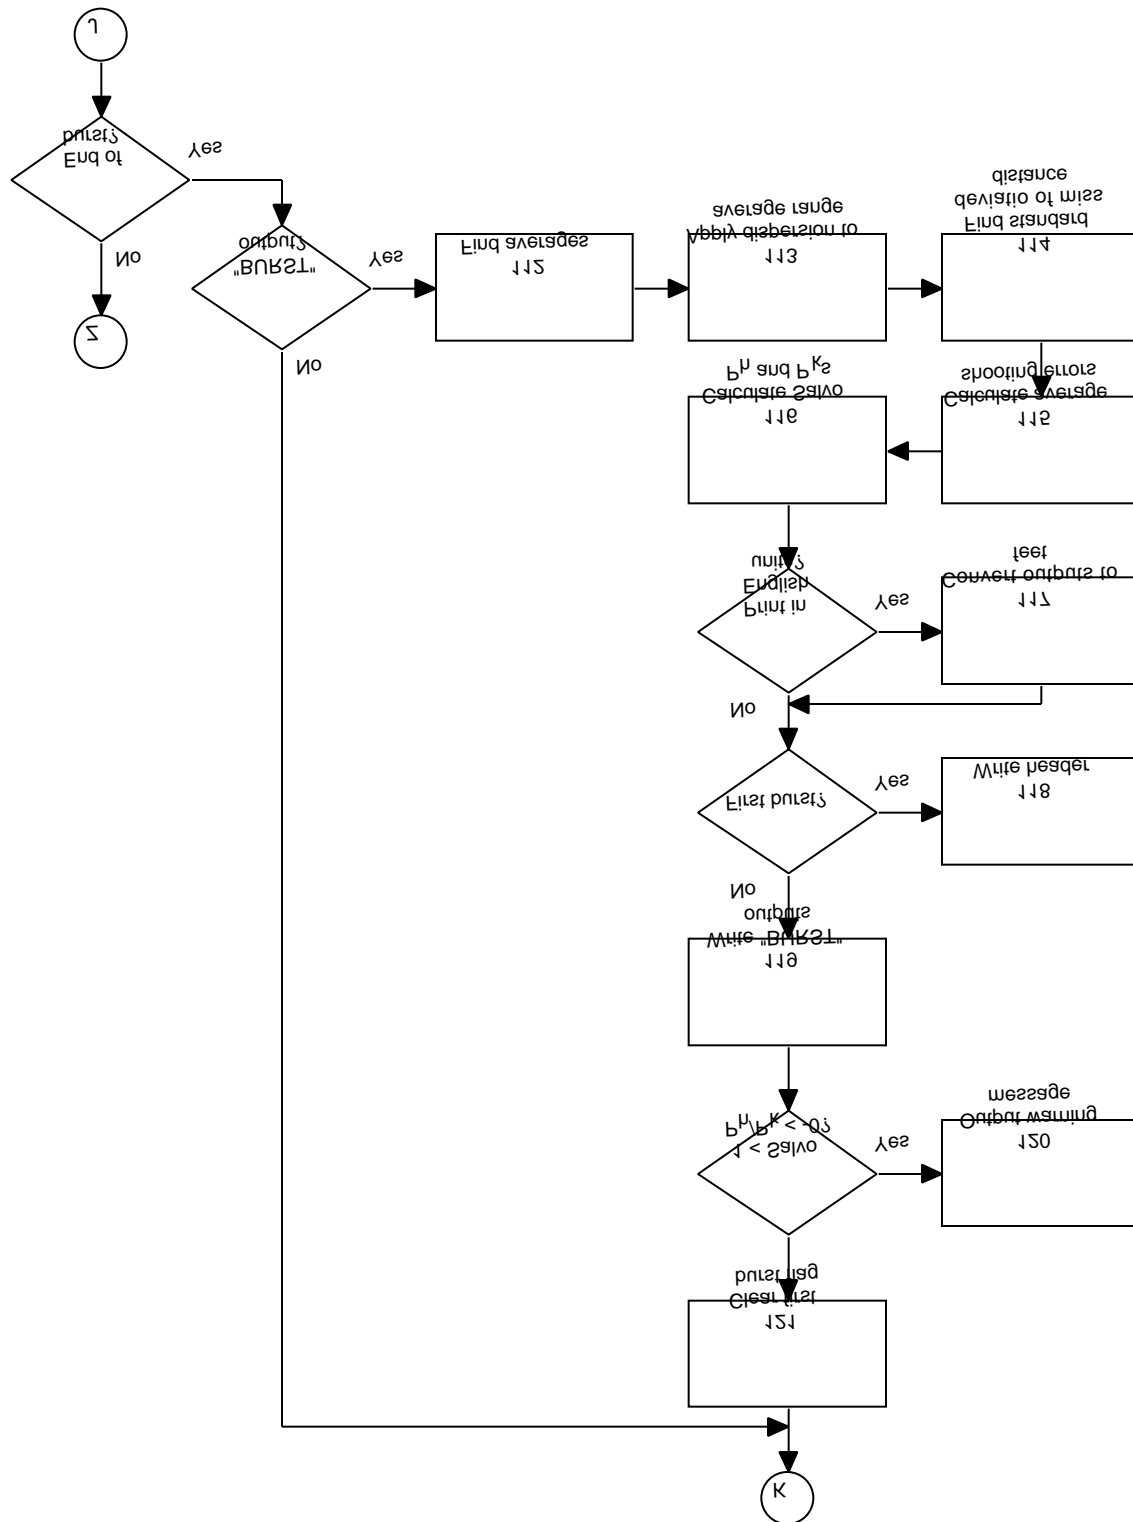 J
End of
burst?
Yes
No
Z
"BURST"
output?
Yes
No
112
Find averages
113
Apply dispersion to
average range
114
Find standard
deviatio of miss
distance
115
Calculate average
shooting errors
116
Calculate Salvo
Ph and Pks
Print in
English
units?
Yes
No
117
Convert outputs to
feet
First burst?
Yes
No
118
Write header
119
Write "BURST"
outputs
1 < Salvo
Ph/Pk < -0?
Yes
120
Output warning
message
121
Clear first
burst flag
K